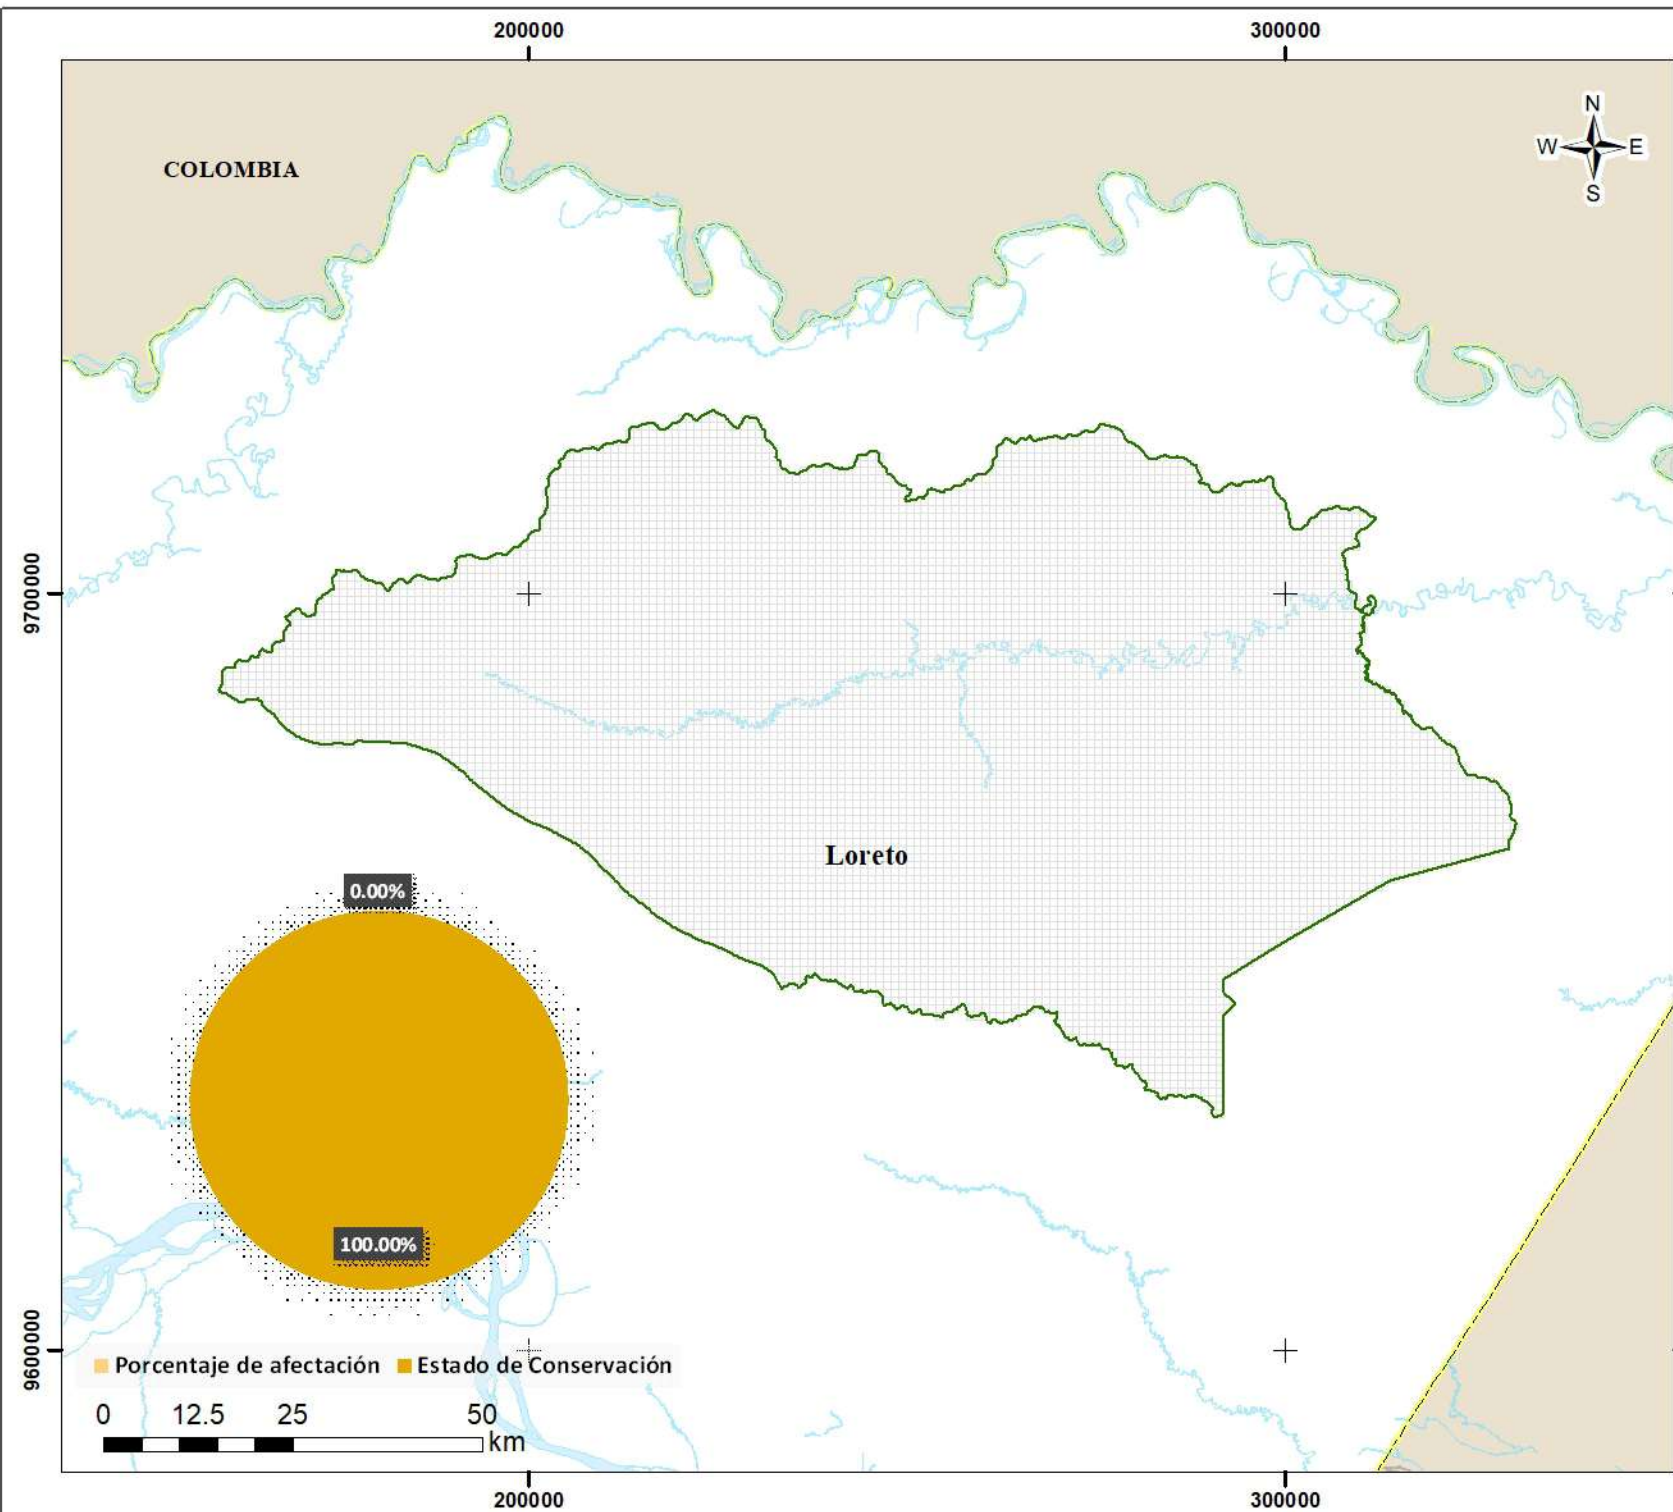 200000 300000
N
W E
S
COLOMBIA
9700000
Loreto
0.00%
100.00%
9600000
Porcentaje de afectación Estado de Conservación
0 12.5 25 50
km
200000 300000